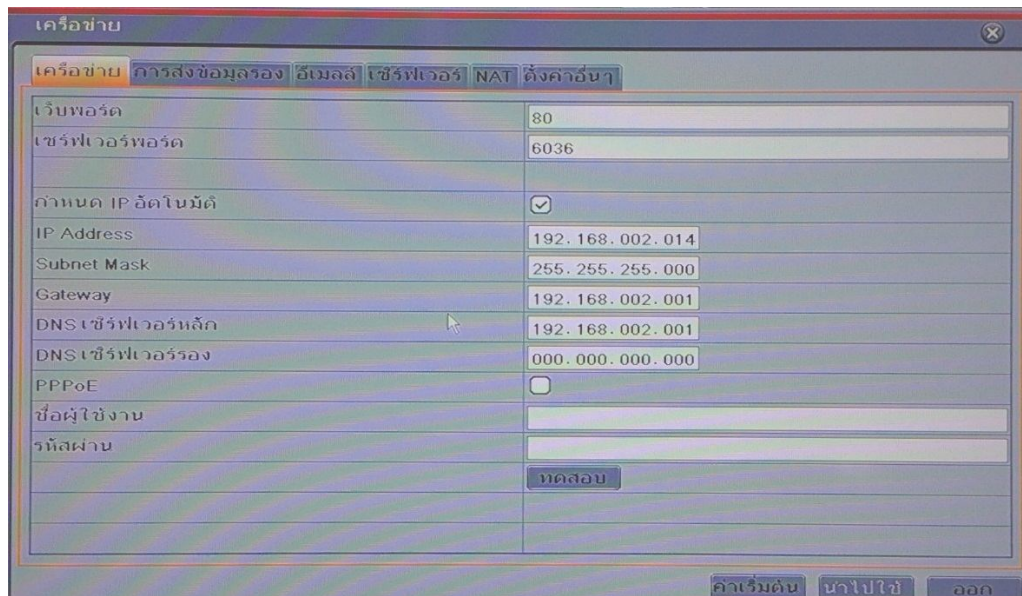 เครือข่าย
เครือข่าย การส่งข้อมูลรอง อีเมลล์ เซิร์ฟเวอร์ NAT ตั้งค่าอื่นๆ
เว็บพอร์ต 80
เซร์ฟเวอร์พอร์ต 6036
กำหนด IP อัตโนมัติ
IP Address 192.168.002.014
Subnet Mask 255.255.255.000
Gateway 192.168.002.001
DNS เซิร์ฟเวอร์หลัก 192.168.002.001
DNS เซิร์ฟเวอร์รอง 000.000.000.000
PPPoE
ชื่อผู้ใช้งาน
รหัสผ่าน
ทดสอบ
ค่าเริ่มต้น นำไปใช้ ออก